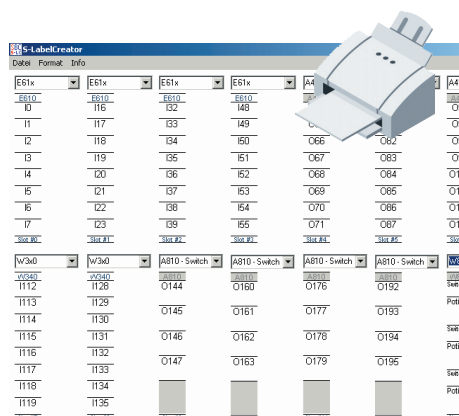 S-LabelCreator
Datei Format Info
E61x E61x E61x E61x A4
E610 E610 E610 E610
I0 I16 I32 I48
I1 I17 I33 I49
I2 I18 I34 I50 O66 O82
I3 I19 I35 I51 O67 O83
I4 I20 I36 I52 O68 O84
I5 I21 I37 I53 O69 O85
I6 I22 I38 I54 O70 O86
I7 I23 I39 I55 O71 O87
Slot #0 Slot #1 Slot #2 Slot #3 Slot #4 Slot #5 Slot
W3x0 W3x0 A810 - Switch A810 - Switch A810 - Switch A810 - Switch
W340 W340 A810 A810 A810 A810
I112 I128 O144 O160 O176 O192
I113 I129 O145 O161 O177 O193 Poti
I114 I130
I115 I131 O146 O162 O178 O194
I116 I132 O147 O163 O179 O195 Poti
I117 I133
I118 I134 Poti
I119 I135